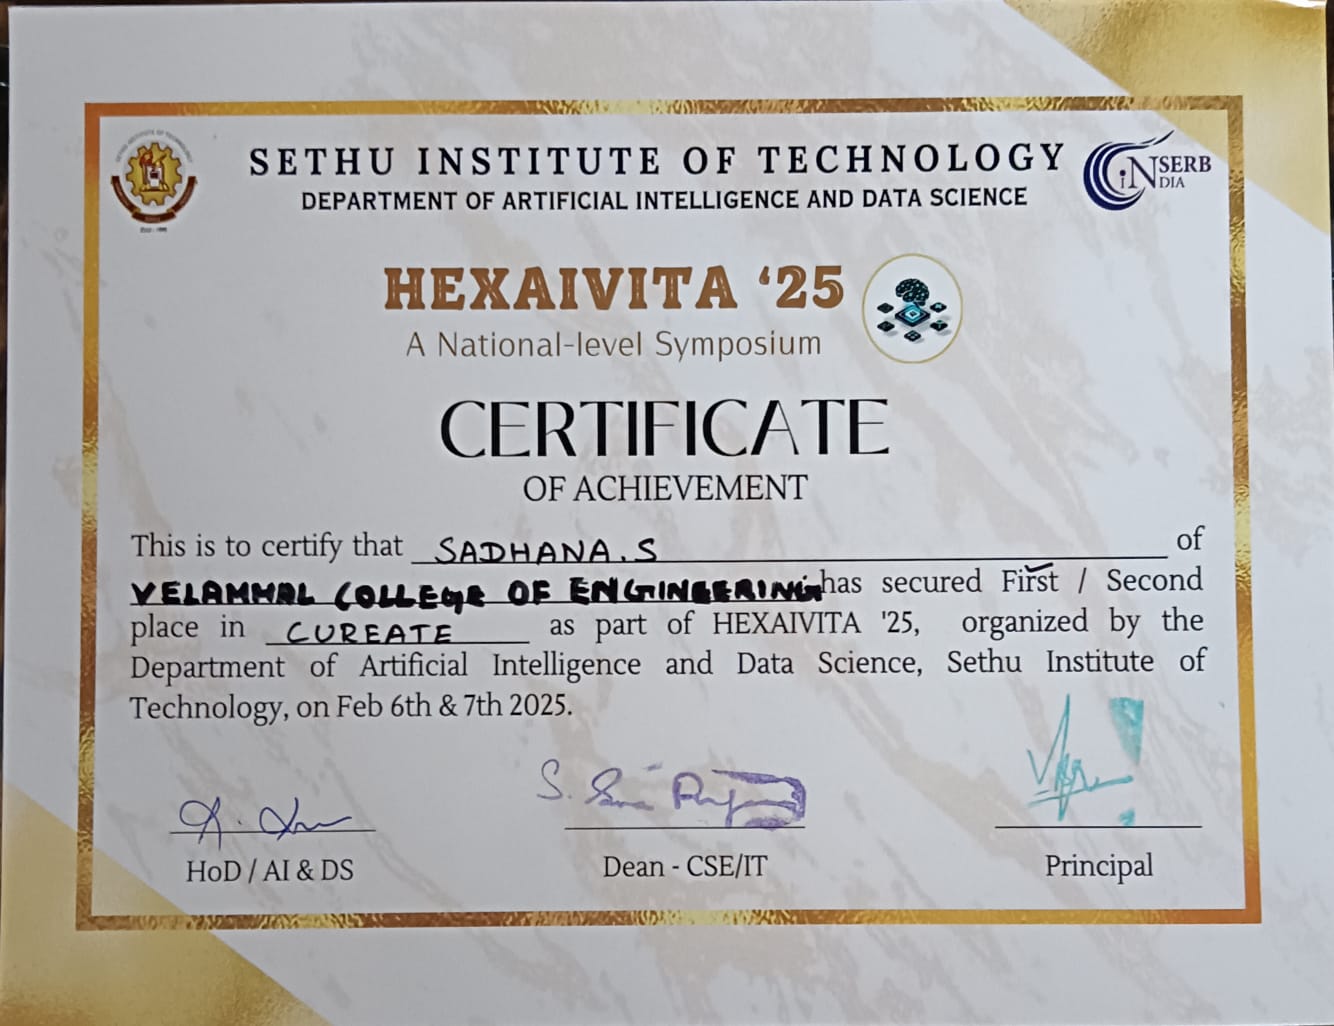 SETHU INSTITUTE OF TECHNOLOGY
DEPARTMENT OF ARTIFICIAL INTELLIGENCE AND DATA SCIENCE
iNSERB
DIA
HEXAIVITA ‘25
A National-level Symposium
CERTIFICATE
OF ACHIEVEMENT
This is to certify that SADHANA.S of
VELAMMAL COLLEGE OF ENGINEERING has secured First / Second
place in CUREATE as part of HEXAIVITA '25, organized by the
Department of Artificial Intelligence and Data Science, Sethu Institute of
Technology, on Feb 6th & 7th 2025.
HoD / AI & DS
Dean - CSE/IT
Principal